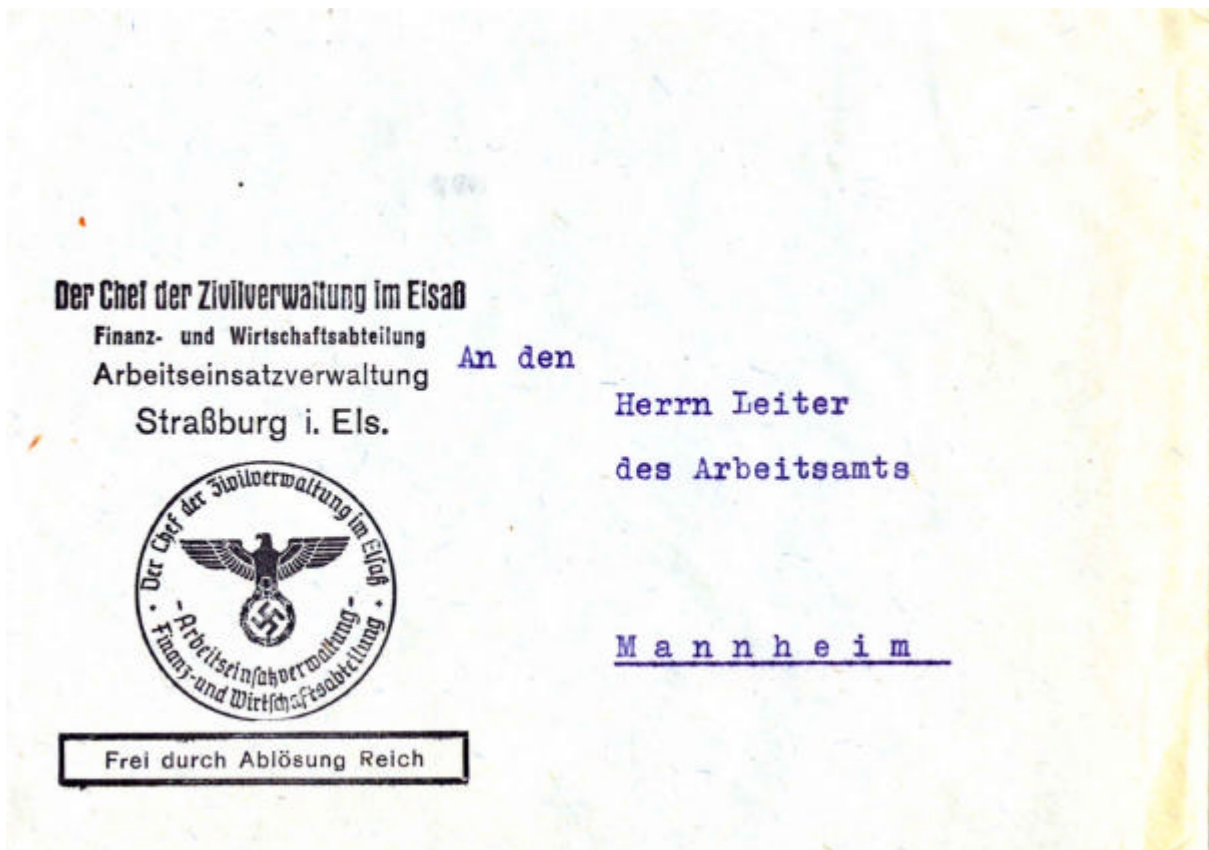 Der Chef der Zivilverwaltung im Elsaß
Finanz- und Wirtschaftsabteilung
Arbeitseinsatzverwaltung
Straßburg i. Els.
An den
Herrn Leiter
des Arbeitsamts
Mannheim
Der Chef der Zivilverwaltung im Elsaß
- Arbeitseinsatzverwaltung -
Finanz- und Wirtschaftsabteilung
Frei durch Ablösung Reich